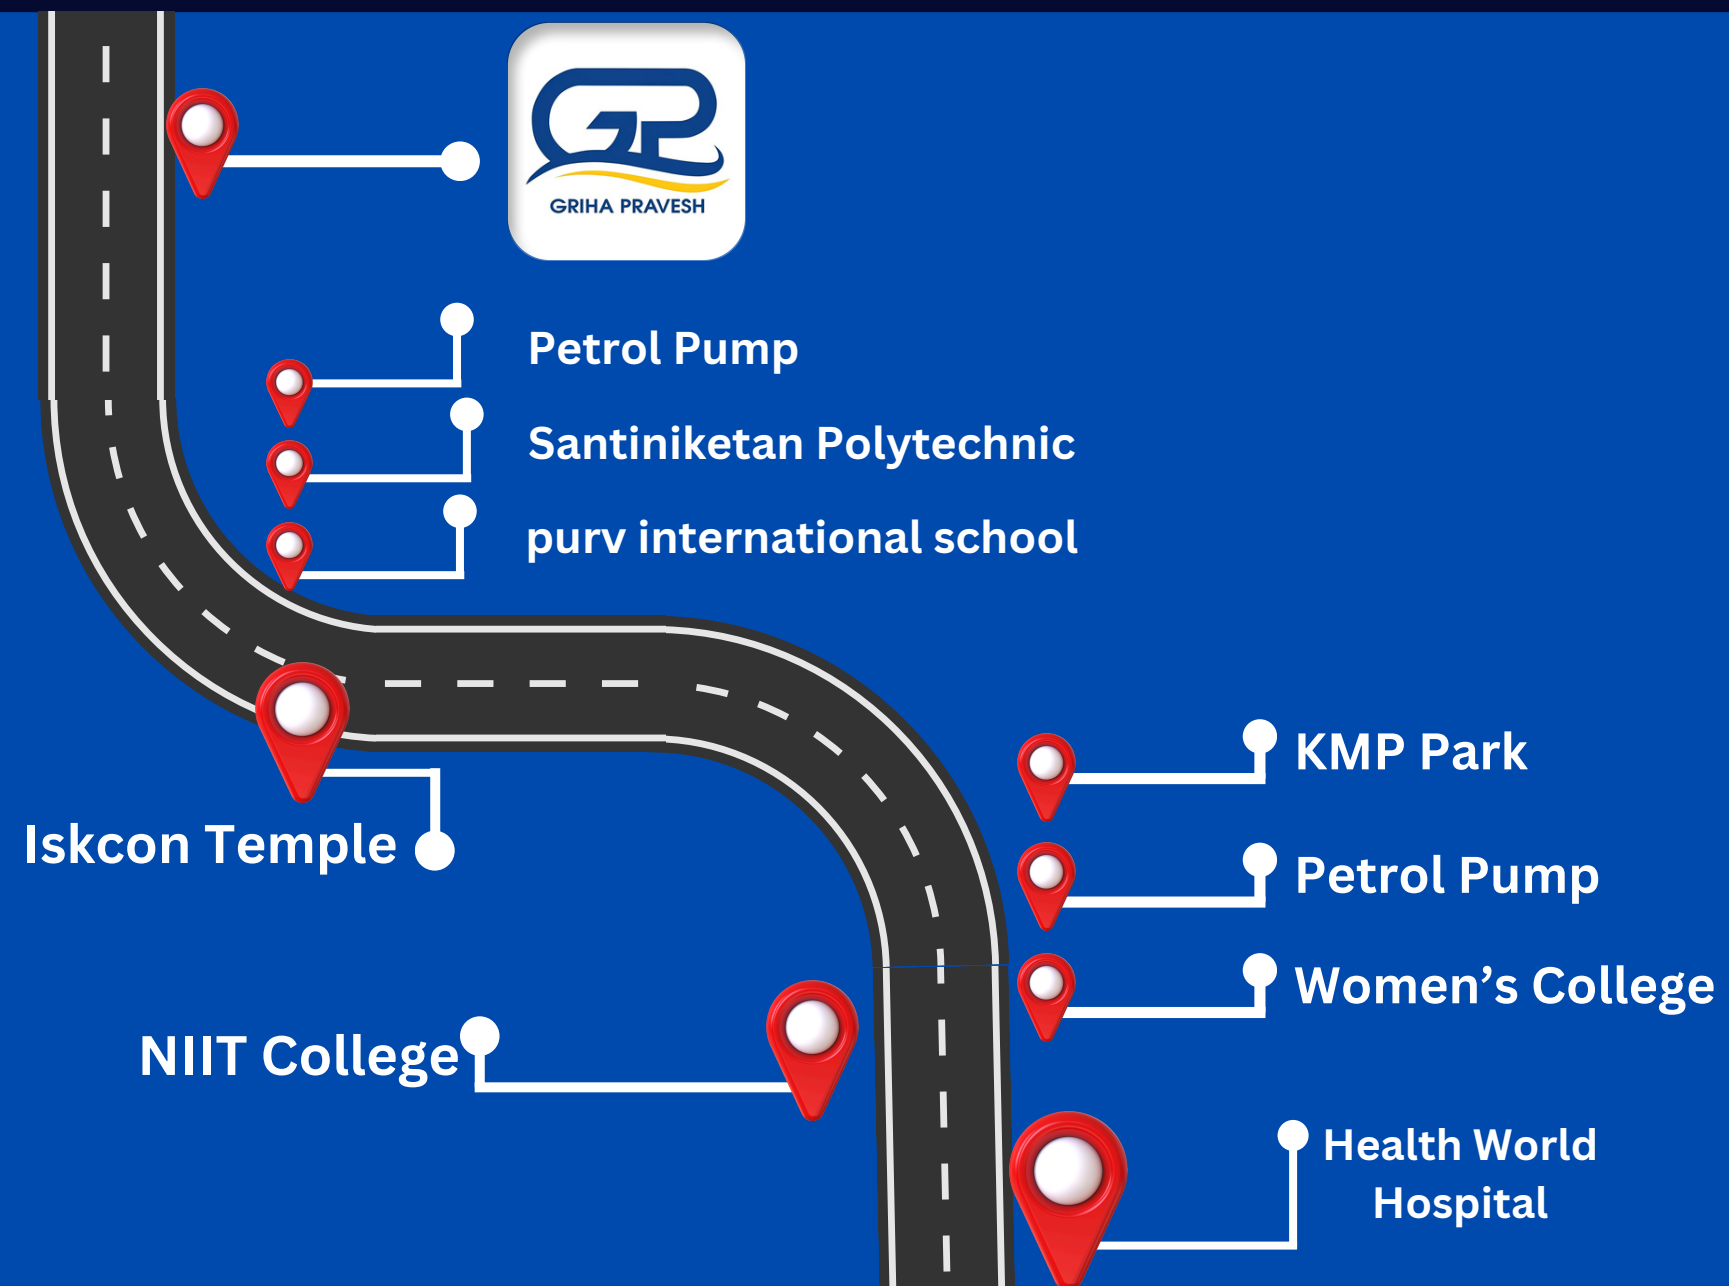 GRIHA PRAVESH
Petrol Pump
Santiniketan Polytechnic
purv international school
KMP Park
Iskcon Temple
Petrol Pump
Women’s College
NIIT College
Health World
Hospital